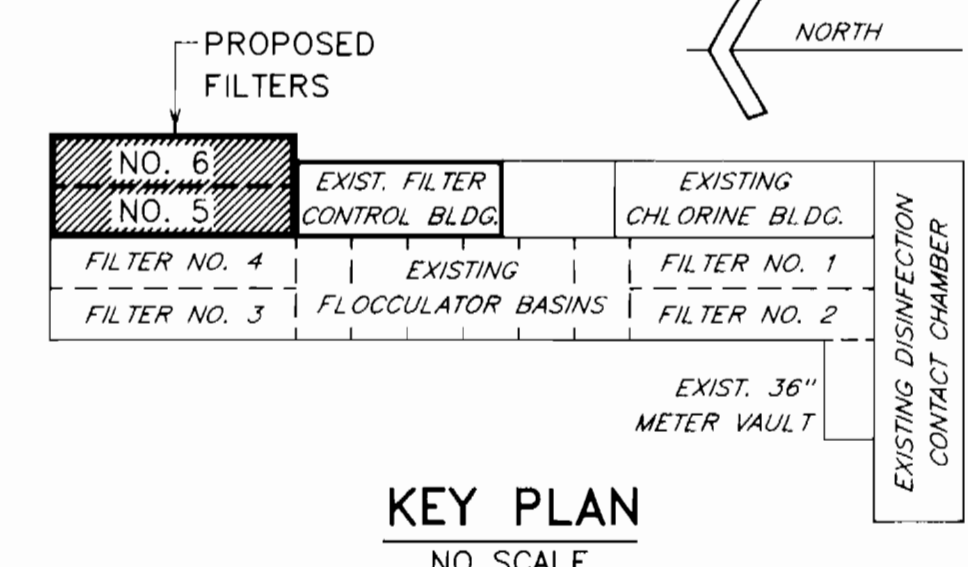 PROPOSED
FILTERS
NORTH
NO. 6
NO. 5
EXIST. FILTER
CONTROL BLDG.
EXISTING
CHLORINE BLDG.
FILTER NO. 4
FILTER NO. 3
EXISTING
FLOCCULATOR BASINS
FILTER NO. 1
FILTER NO. 2
EXIST. 36"
METER VAULT
EXISTING DISINFECTION
CONTACT CHAMBER
KEY PLAN
NO SCALE